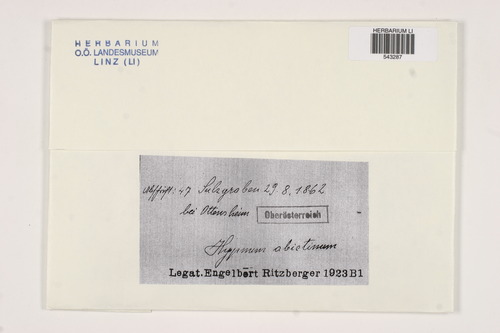 HERBARIUM
O.Ö. LANDESMUSEUM
LINZ (LI)
HERBARIUM LI
543287
47 Sulzgraben 29.8.1862
bei Ottensheim Oberösterreich
Hypnum abietinum
Legat. Engelbert Ritzberger 1923 B1